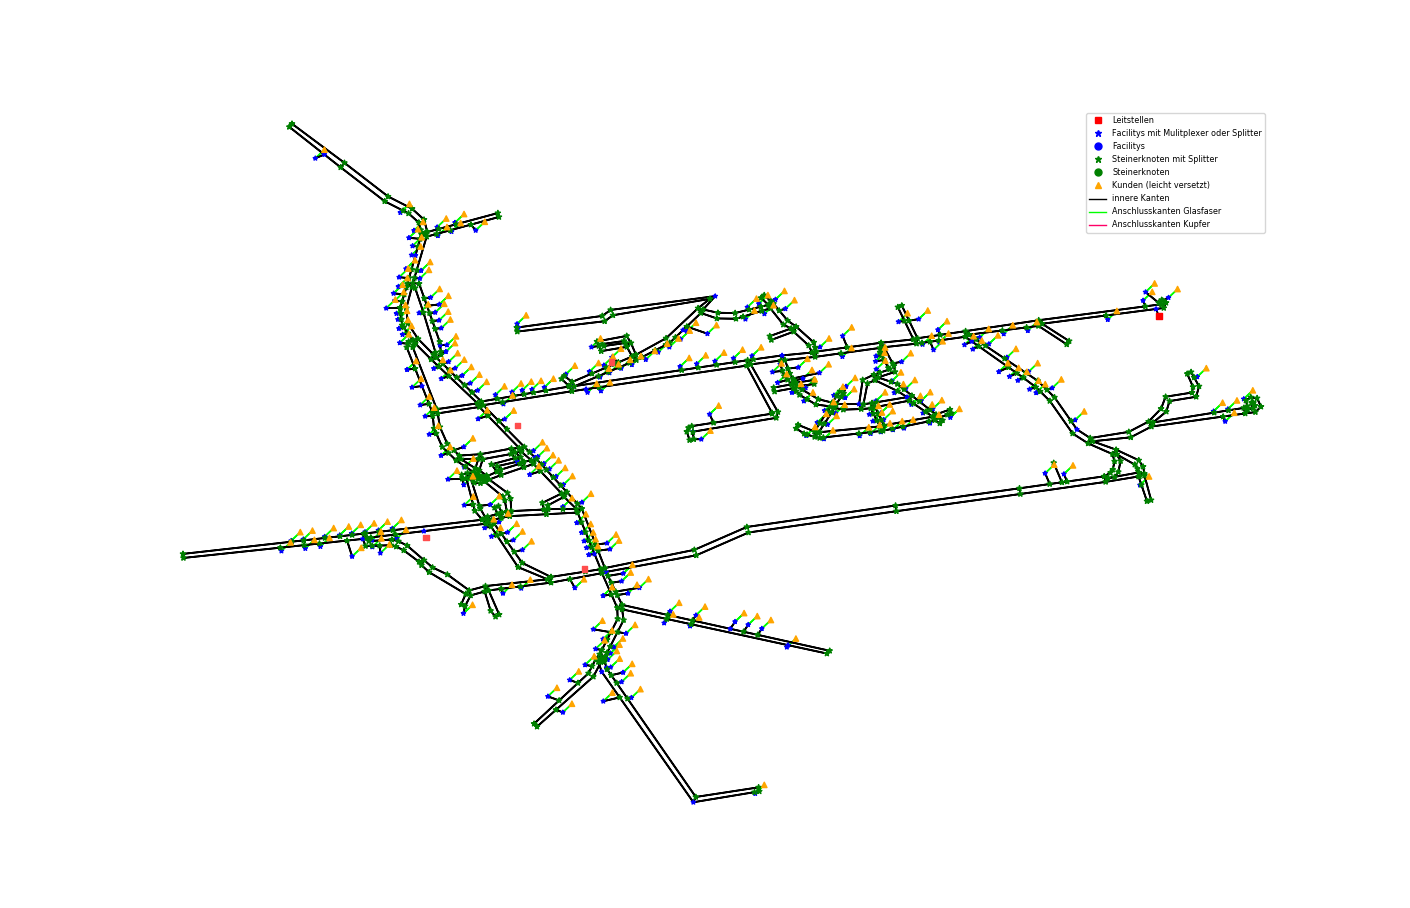 Leitstellen
Facilitys mit Mulitplexer oder Splitter
Facilitys
Steinerknoten mit Splitter
Steinerknoten
Kunden (leicht versetzt)
innere Kanten
Anschlusskanten Glasfaser
Anschlusskanten Kupfer